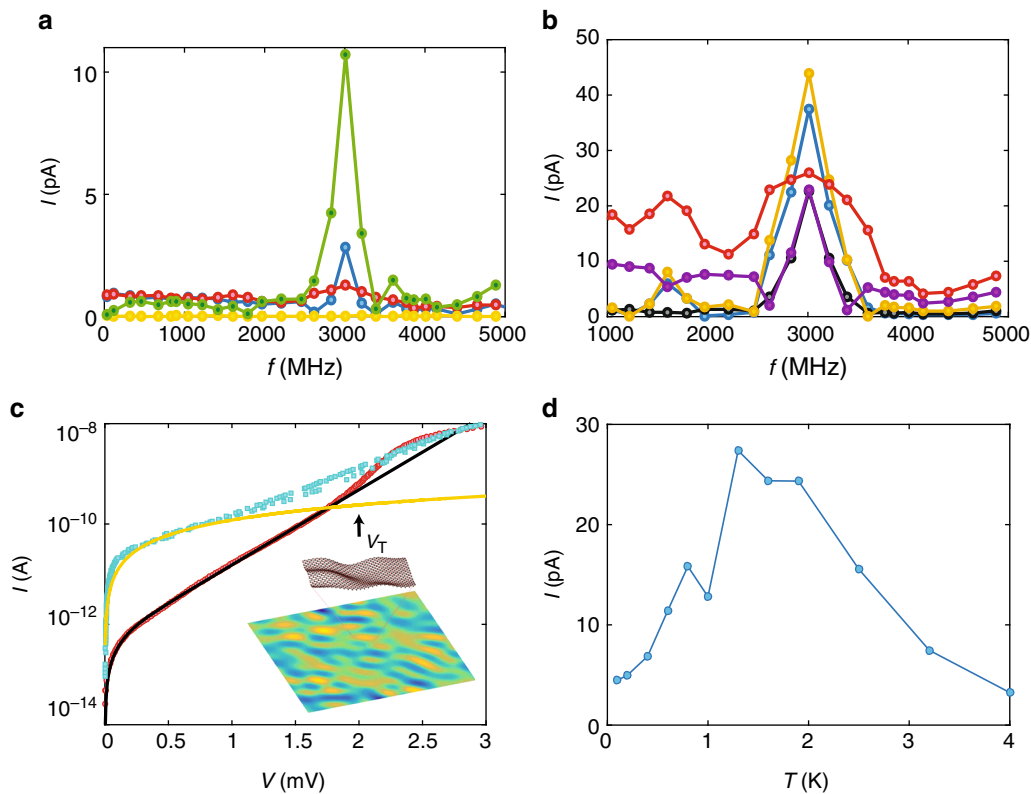 a
10
5
0
I (pA)
0 1000 2000 3000 4000 5000
f (MHz)
b
50
40
30
20
10
0
I (pA)
1000 2000 3000 4000 5000
f (MHz)
c
10⁻⁸
10⁻¹⁰
10⁻¹²
10⁻¹⁴
I (A)
V_T
0 0.5 1 1.5 2 2.5 3
V (mV)
d
30
20
10
0
I (pA)
0 1 2 3 4
T (K)